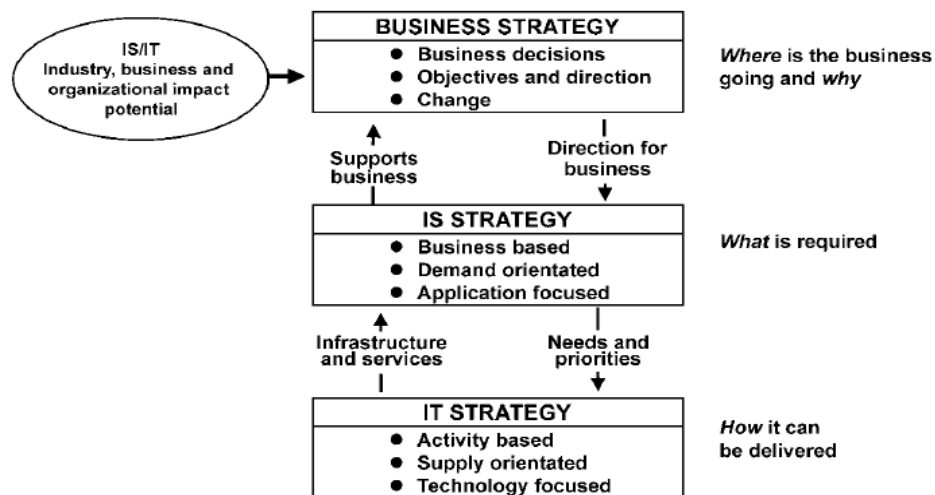 IS/IT
Industry, business and
organizational impact
potential
BUSINESS STRATEGY
● Business decisions
● Objectives and direction
● Change
Where is the business
going and why
Supports
business
Direction for
business
IS STRATEGY
● Business based
● Demand orientated
● Application focused
What is required
Infrastructure
and services
Needs and
priorities
IT STRATEGY
● Activity based
● Supply orientated
● Technology focused
How it can
be delivered